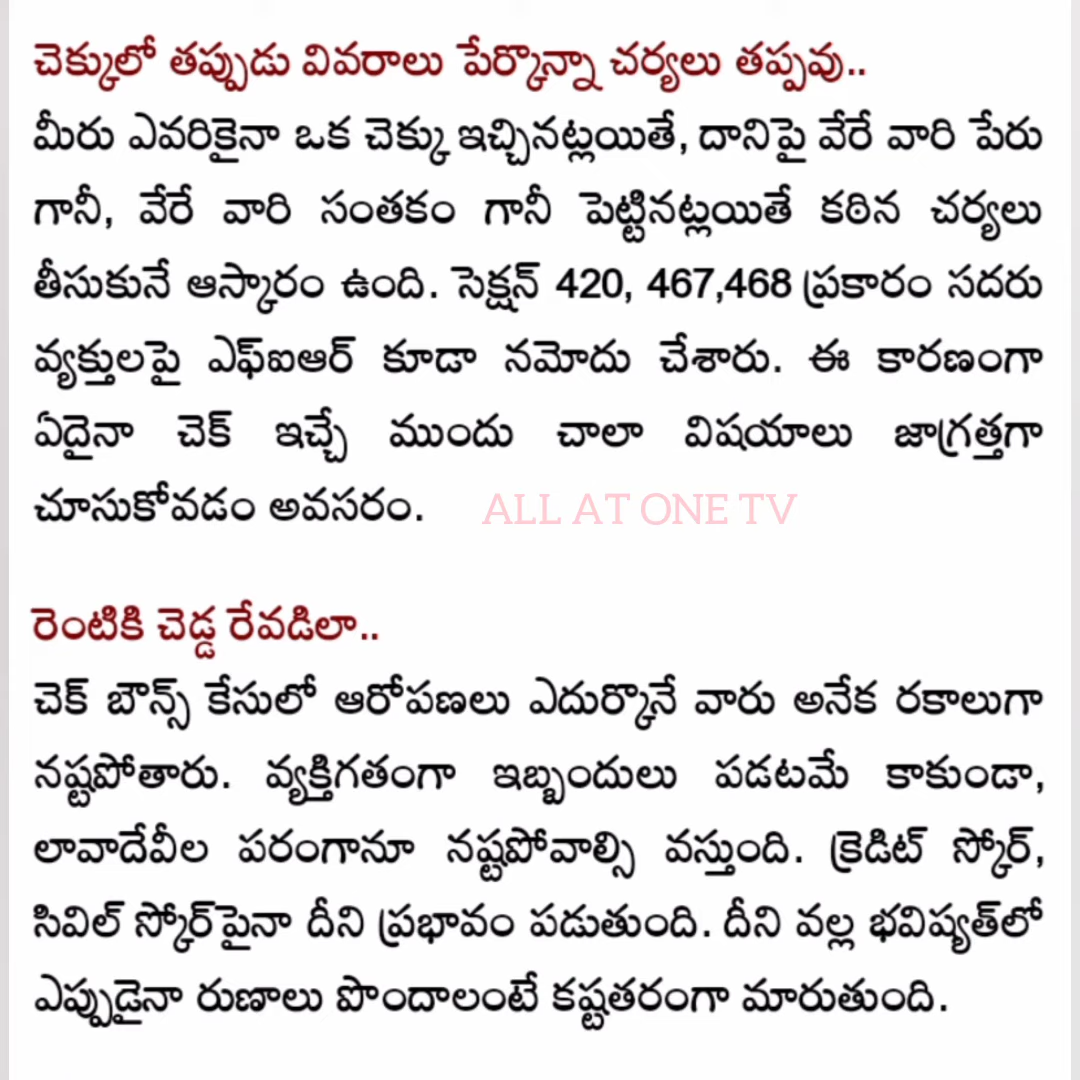 చెక్కులో తప్పుడు వివరాలు పేర్కొన్నా చర్యలు తప్పవు..
మీరు ఎవరికైనా ఒక చెక్కు ఇచ్చినట్లయితే, దానిపై వేరే వారి పేరు
గానీ, వేరే వారి సంతకం గానీ పెట్టినట్లయితే కఠిన చర్యలు
తీసుకునే ఆస్కారం ఉంది. సెక్షన్ 420, 467,468 ప్రకారం సదరు
వ్యక్తులపై ఎఫ్ఐఆర్ కూడా నమోదు చేశారు. ఈ కారణంగా
ఏదైనా చెక్ ఇచ్చే ముందు చాలా విషయాలు జాగ్రత్తగా
చూసుకోవడం అవసరం. ALL AT ONE TV
రెంటికి చెడ్డ రేవడిలా..
చెక్ బౌన్స్ కేసులో ఆరోపణలు ఎదుర్కొనే వారు అనేక రకాలుగా
నష్టపోతారు. వ్యక్తిగతంగా ఇబ్బందులు పడటమే కాకుండా,
లావాదేవీల పరంగానూ నష్టపోవాల్సి వస్తుంది. క్రెడిట్ స్కోర్,
సివిల్ స్కోర్‌పైనా దీని ప్రభావం పడుతుంది. దీని వల్ల భవిష్యత్‌లో
ఎప్పుడైనా రుణాలు పొందాలంటే కష్టతరంగా మారుతుంది.